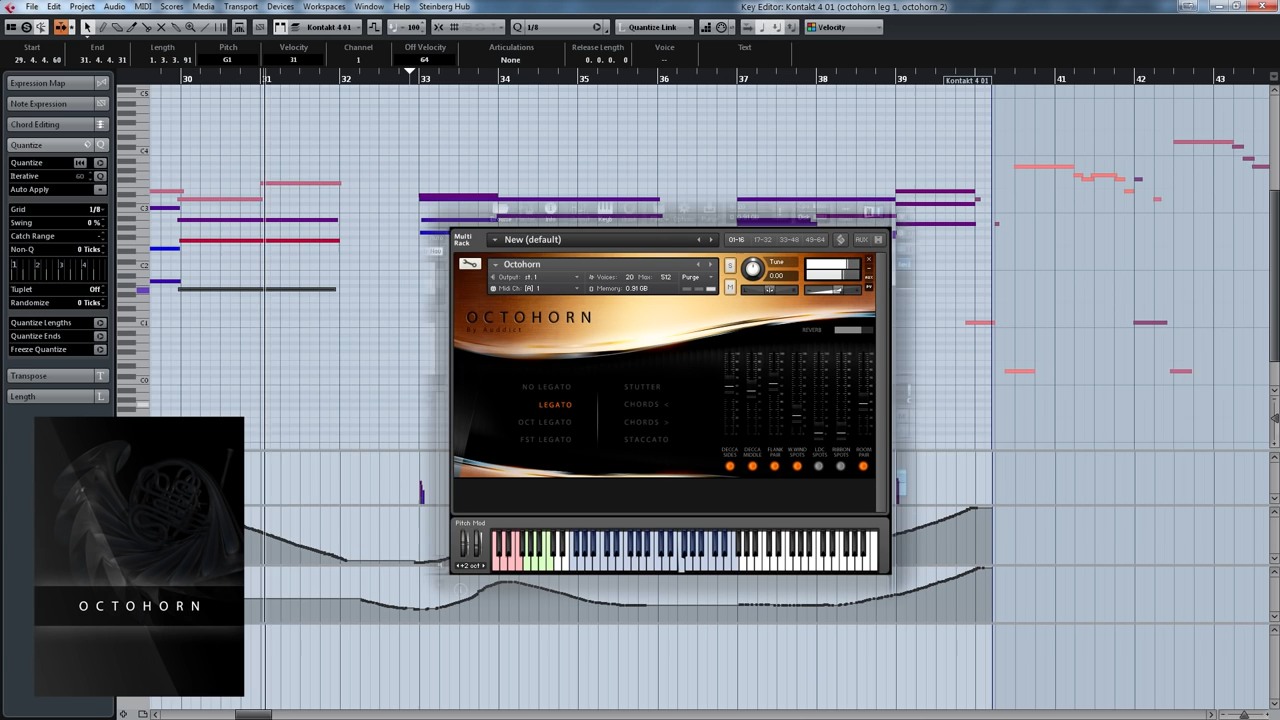 Key Editor: Kontakt 4 01 (octohorn leg 1, octohorn 2)
File Edit Project Audio MIDI Scores Media Transport Devices Workspaces Window Help Steinberg Hub
Kontakt 4 01 100 Q 1/8 Quantize Link Velocity
Start End Length Pitch Velocity Channel Off Velocity Articulations Release Length Voice Text
29. 4. 4. 60 31. 4. 4. 31 1. 3. 3. 91 G1 31 1 64 None 0. 0. 0. 0 --
30 31 32 33 34 35 36 37 38 39 Kontakt 4 01 41 42 43
Expression Map
Note Expression
Chord Editing
Quantize
Quantize
Iterative 60
Auto Apply
Grid 1/8
Swing 0 %
Catch Range
Non-Q 0 Ticks
1 2 3 4
Tuplet Off
Randomize 0 Ticks
Quantize Lengths
Quantize Ends
Freeze Quantize
Transpose
Length
C5
C4
C3
C2
C1
C0
Multi Rack
New (default)
01-16 17-32 33-48 49-64 AUX
Octohorn
Output: st. 1 Voices: 20 Max: 512 Purge
Midi Ch: [A] 1 Memory: 0.91 GB
S
M
Tune
0.00
OCTOHORN
By Auddict
REVERB
NO LEGATO STUTTER
LEGATO CHORDS <
OCT LEGATO CHORDS >
FST LEGATO STACCATO
DECCA SIDES DECCA MIDDLE FLANK PAIR W.WIND SPOTS LDC SPOTS RIBBON SPOTS ROOM PAIR
Pitch Mod
+2 oct
OCTOHORN